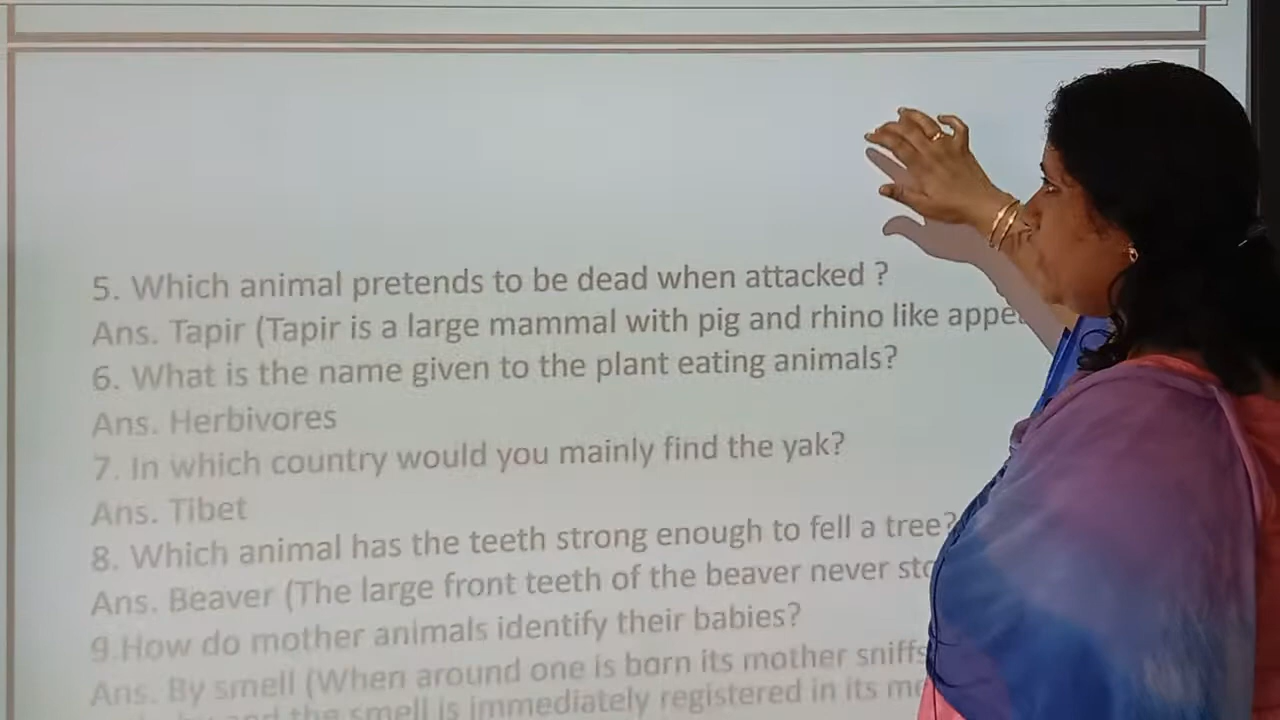 5. Which animal pretends to be dead when attacked ?
Ans. Tapir (Tapir is a large mammal with pig and rhino like appe
6. What is the name given to the plant eating animals?
Ans. Herbivores
7. In which country would you mainly find the yak?
Ans. Tibet
8. Which animal has the teeth strong enough to fell a tree?
Ans. Beaver (The large front teeth of the beaver never sto
9.How do mother animals identify their babies?
Ans. By smell (When around one is born its mother sniffs
and the smell is immediately registered in its